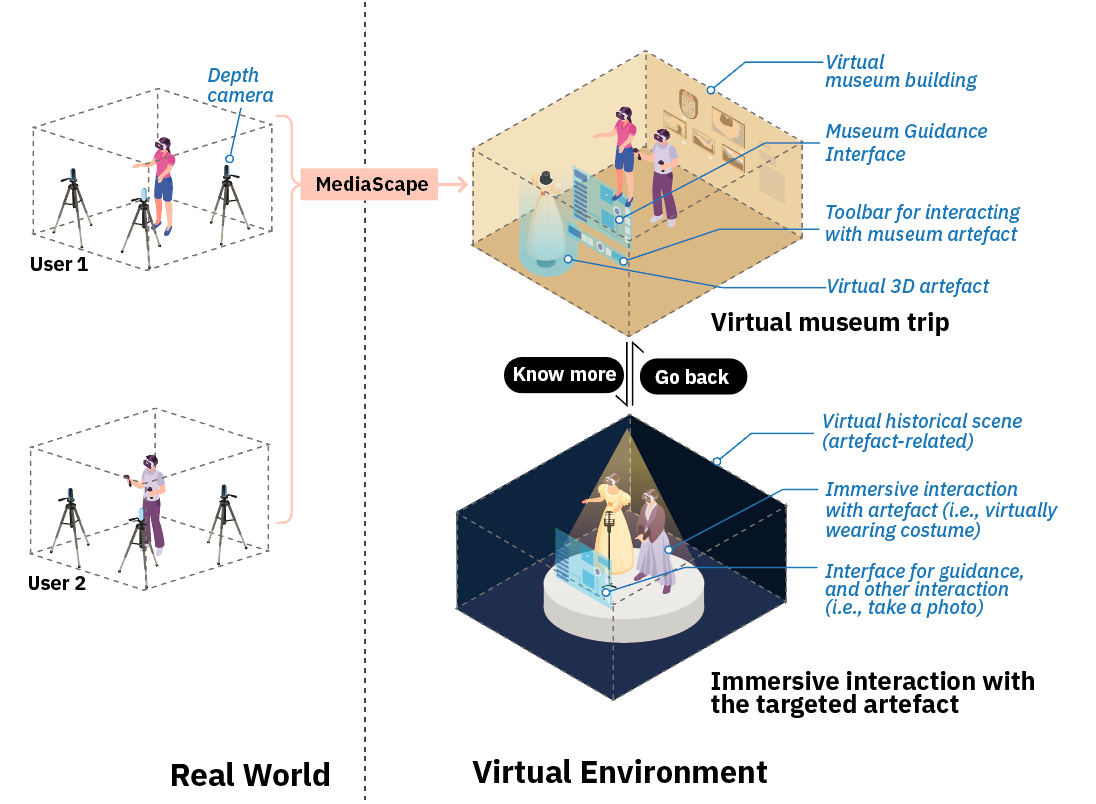 Depth
camera
User 1
MediaScape
User 2
Real World
Virtual
museum building
Museum Guidance
Interface
Toolbar for interacting
with museum artefact
Virtual 3D artefact
Virtual museum trip
Know more
Go back
Virtual historical scene
(artefact-related)
Immersive interaction
with artefact (i.e., virtually
wearing costume)
Interface for guidance,
and other interaction
(i.e., take a photo)
Immersive interaction with
the targeted artefact
Virtual Environment